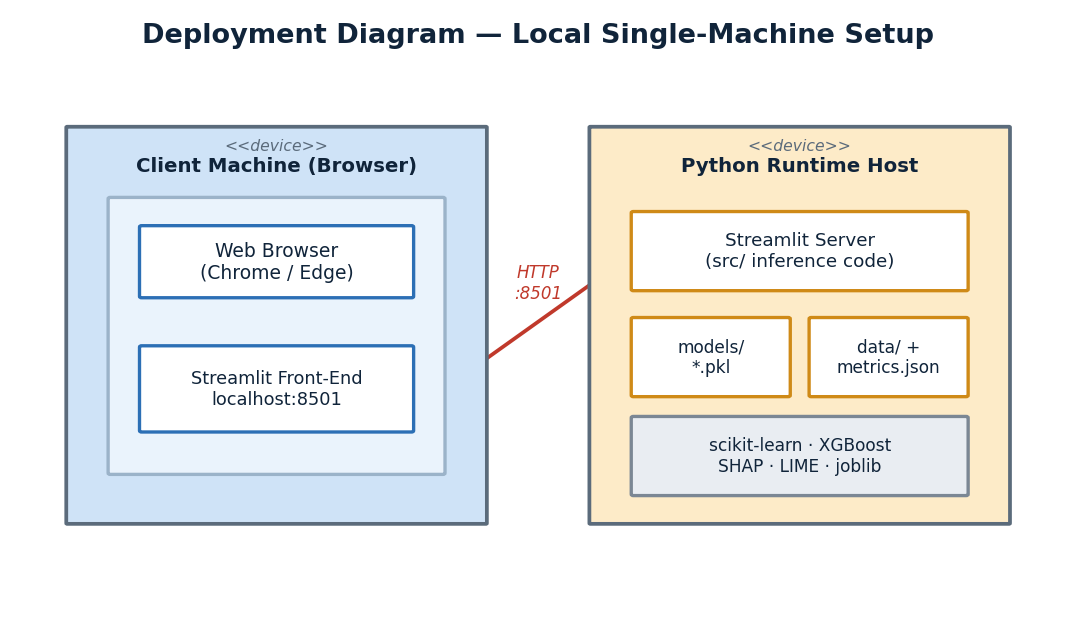 Deployment Diagram — Local Single-Machine Setup
<<device>>
Client Machine (Browser)
Web Browser
(Chrome / Edge)
Streamlit Front-End
localhost:8501
HTTP
:8501
<<device>>
Python Runtime Host
Streamlit Server
(src/ inference code)
models/
*.pkl
data/ +
metrics.json
scikit-learn · XGBoost
SHAP · LIME · joblib